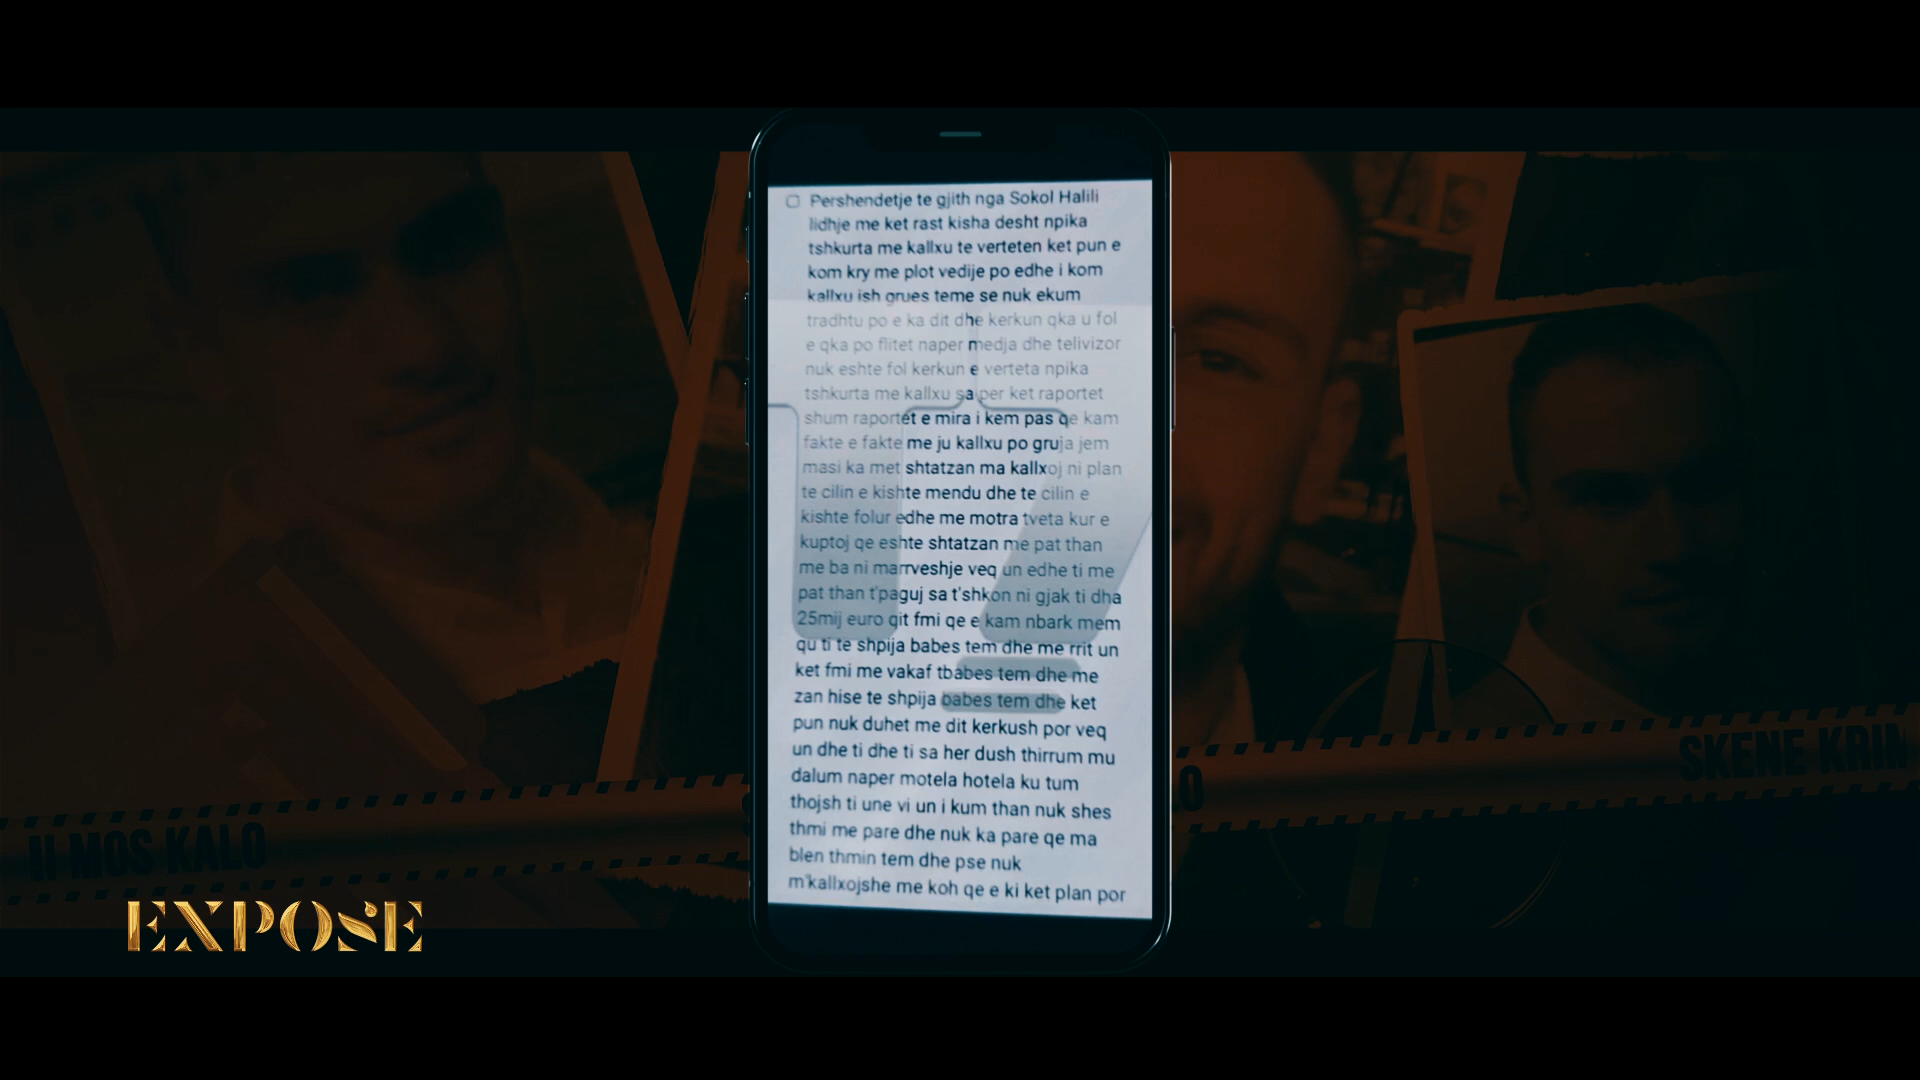 Pershendetje te gjith nga Sokol Halili
lidhje me ket rast kisha desht npika
tshkurta me kallxu te verteten ket pun e
kom kry me plot vedije po edhe i kom
kallxu ish grues teme se nuk ekum
tradhtu po e ka dit dhe kerkun qka u fol
e qka po flitet naper medja dhe telivizor
nuk eshte fol kerkun e verteta npika
tshkurta me kallxu sa per ket raportet
shum raportet e mira i kem pas qe kam
fakte e fakte me ju kallxu po gruja jem
masi ka met shtatzan ma kallxoj ni plan
te cilin e kishte mendu dhe te cilin e
kishte folur edhe me motra tveta kur e
kuptoj qe eshte shtatzan me pat than
me ba ni marrveshje veq un edhe ti me
pat than t'paguj sa t'shkon ni gjak ti dha
25mij euro qit fmi qe e kam nbark mem
qu ti te shpija babes tem dhe me rrit un
ket fmi me vakaf tbabes tem dhe me
zan hise te shpija babes tem dhe ket
pun nuk duhet me dit kerkush por veq
un dhe ti dhe ti sa her dush thirrum mu
dalum naper motela hotela ku tum
thojsh ti une vi un i kum than nuk shes
thmi me pare dhe nuk ka pare qe ma
blen thmin tem dhe pse nuk
m'kallxojshe me koh qe e ki ket plan por
MOS KALO
SKENE KRIM
EXPOSE